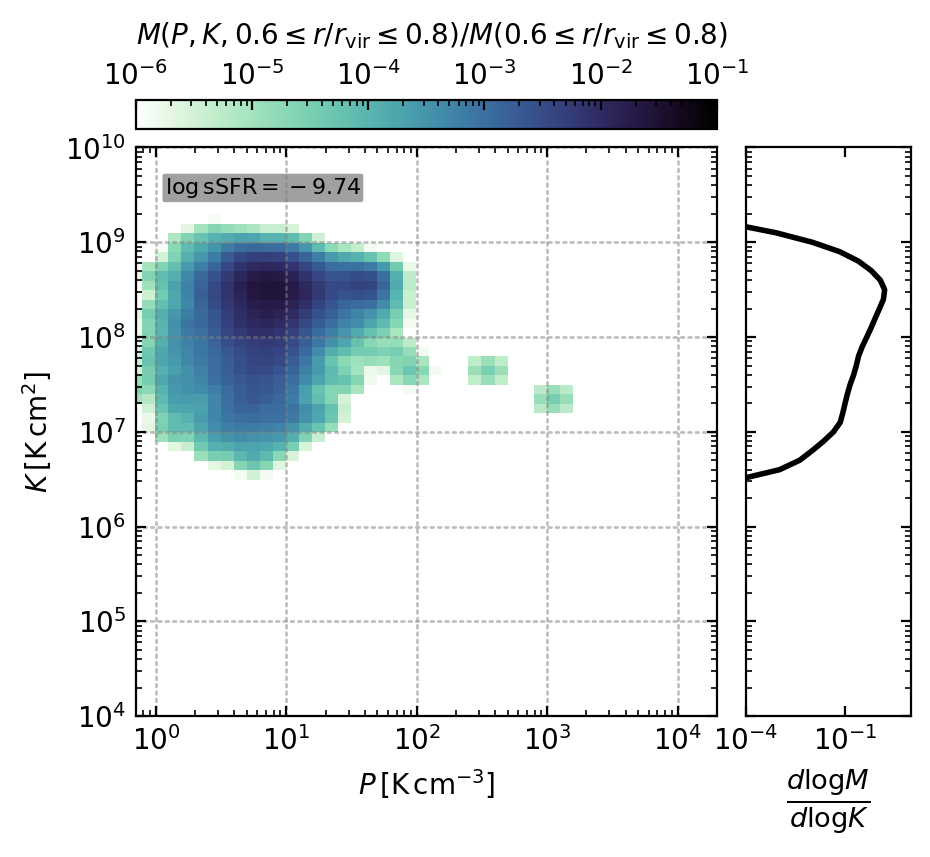 M(P, K, 0.6 ≤ r/r_vir ≤ 0.8)/M(0.6 ≤ r/r_vir ≤ 0.8)
10^−6 10^−5 10^−4 10^−3 10^−2 10^−1
10^10
log sSFR = −9.74
10^9
10^8
10^7
K [K cm^2]
10^6
10^5
10^4
10^0 10^1 10^2 10^3 10^4 10^−4 10^−1
P [K cm^−3]
dlogM
dlogK